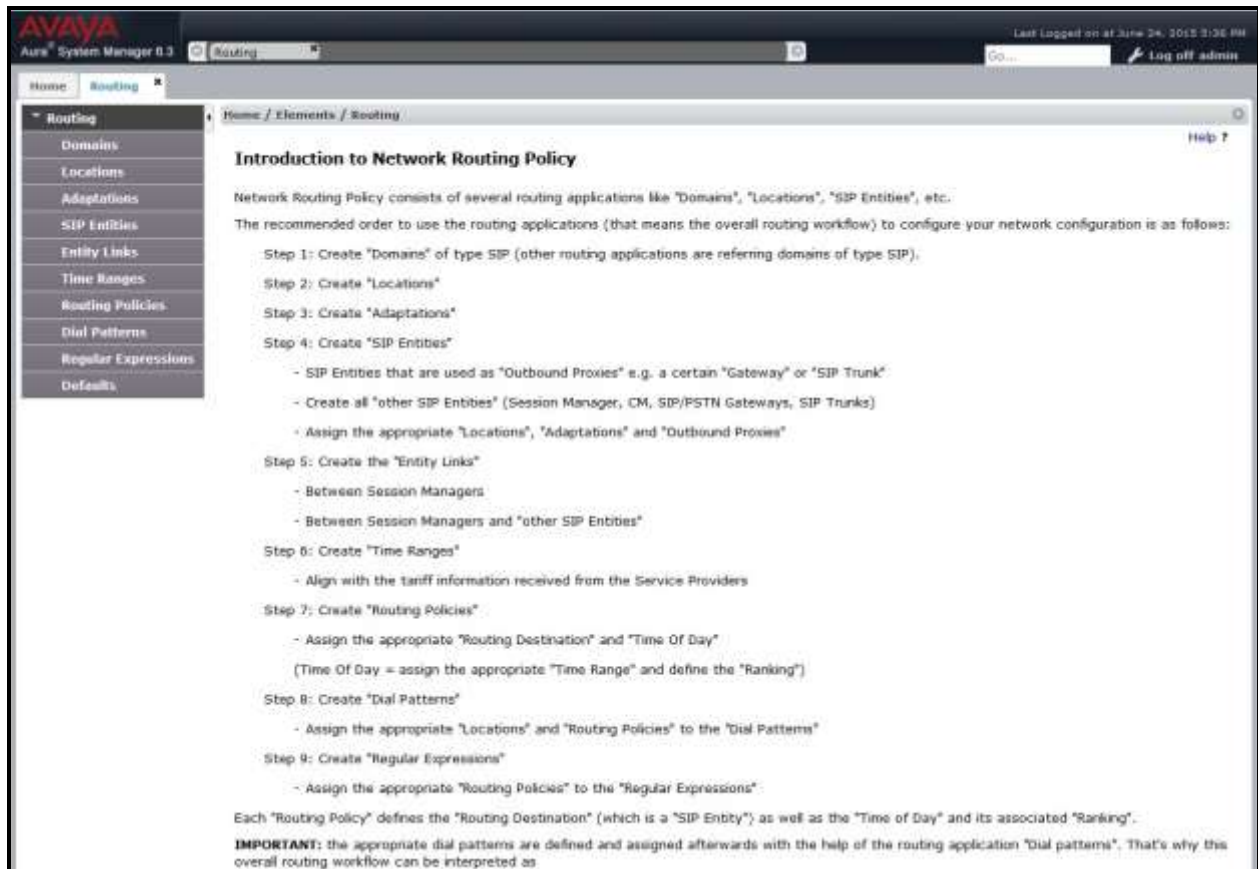 AVAYA
Aura® System Manager 6.3
Routing
Last Logged on at June 24, 2015 5:36 PM
Go...
Log off admin
Home
Routing
Routing
Domains
Locations
Adaptations
SIP Entities
Entity Links
Time Ranges
Routing Policies
Dial Patterns
Regular Expressions
Defaults
Home / Elements / Routing
Help ?
Introduction to Network Routing Policy
Network Routing Policy consists of several routing applications like "Domains", "Locations", "SIP Entities", etc.
The recommended order to use the routing applications (that means the overall routing workflow) to configure your network configuration is as follows:
Step 1: Create "Domains" of type SIP (other routing applications are referring domains of type SIP).
Step 2: Create "Locations"
Step 3: Create "Adaptations"
Step 4: Create "SIP Entities"
- SIP Entities that are used as "Outbound Proxies" e.g. a certain "Gateway" or "SIP Trunk"
- Create all "other SIP Entities" (Session Manager, CM, SIP/PSTN Gateways, SIP Trunks)
- Assign the appropriate "Locations", "Adaptations" and "Outbound Proxies"
Step 5: Create the "Entity Links"
- Between Session Managers
- Between Session Managers and "other SIP Entities"
Step 6: Create "Time Ranges"
- Align with the tariff information received from the Service Providers
Step 7: Create "Routing Policies"
- Assign the appropriate "Routing Destination" and "Time Of Day"
(Time Of Day = assign the appropriate "Time Range" and define the "Ranking")
Step 8: Create "Dial Patterns"
- Assign the appropriate "Locations" and "Routing Policies" to the "Dial Patterns"
Step 9: Create "Regular Expressions"
- Assign the appropriate "Routing Policies" to the "Regular Expressions"
Each "Routing Policy" defines the "Routing Destination" (which is a "SIP Entity") as well as the "Time of Day" and its associated "Ranking".
IMPORTANT: the appropriate dial patterns are defined and assigned afterwards with the help of the routing application "Dial patterns". That's why this
overall routing workflow can be interpreted as